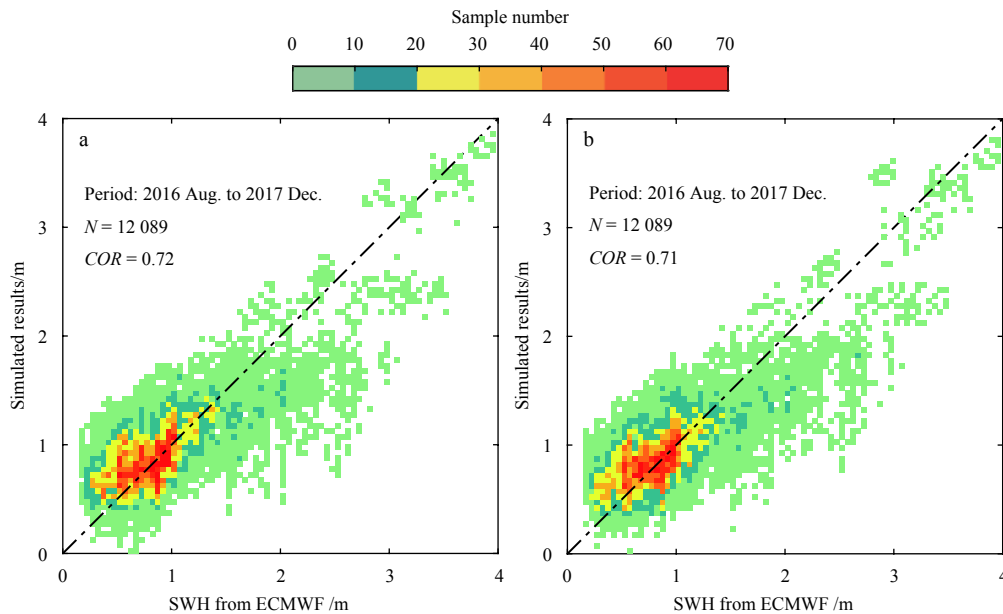 Sample number
0 10 20 30 40 50 60 70
a
Period: 2016 Aug. to 2017 Dec.
N = 12 089
COR = 0.72
4
3
2
1
0
Simulated results/m
0 1 2 3 4
SWH from ECMWF /m
b
Period: 2016 Aug. to 2017 Dec.
N = 12 089
COR = 0.71
4
3
2
1
0
Simulated results/m
0 1 2 3 4
SWH from ECMWF /m